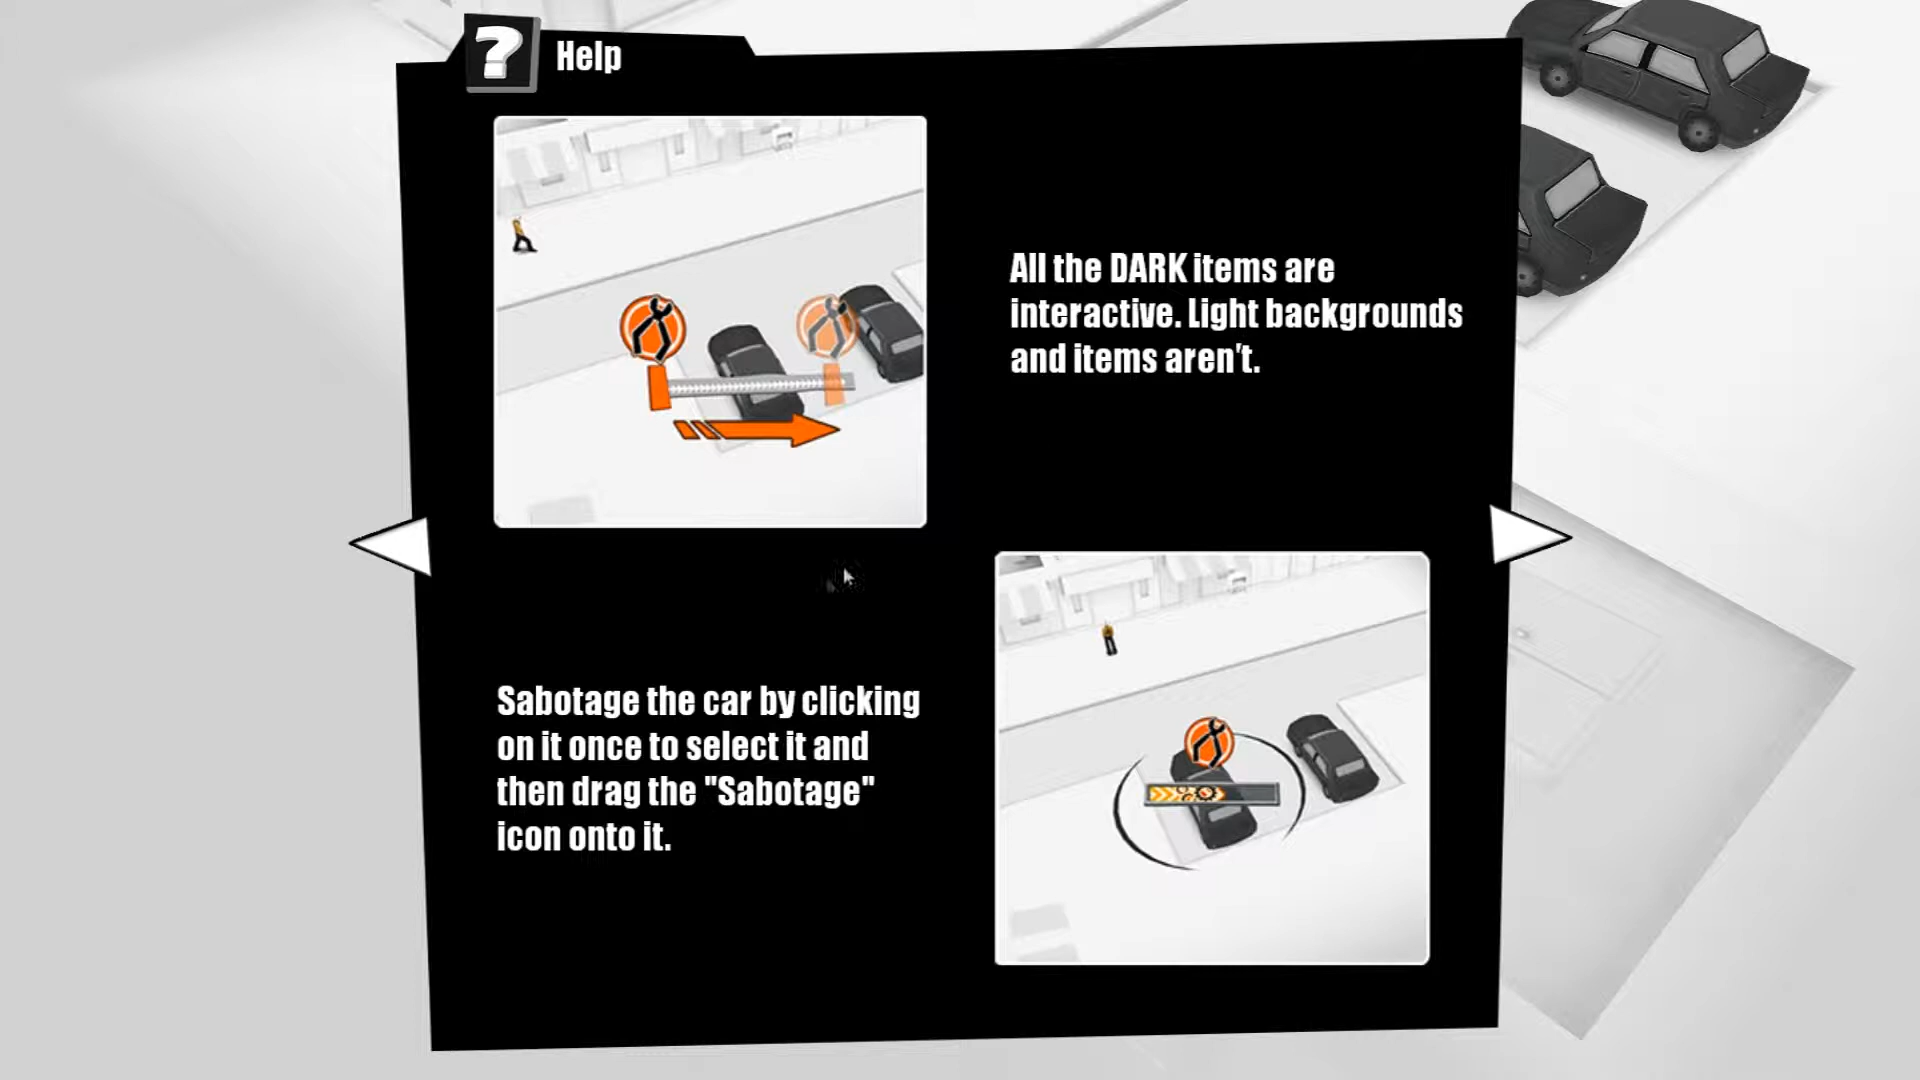 Help
All the DARK items are
interactive. Light backgrounds
and items aren't.
Sabotage the car by clicking
on it once to select it and
then drag the "Sabotage"
icon onto it.